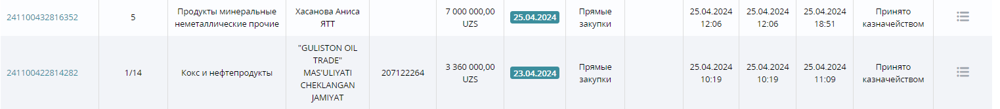 241100432816352
5
Продукты минеральные
неметаллические прочие
Хасанова Аниса
ЯТТ
7 000 000,00
UZS
25.04.2024
Прямые
закупки
25.04.2024
12:06
25.04.2024
12:06
25.04.2024
18:51
Принято
казначейством
241100422814282
1/14
Кокс и нефтепродукты
"GULISTON OIL
TRADE"
MAS'ULIYATI
CHEKLANGAN
JAMIYAT
207122264
3 360 000,00
UZS
23.04.2024
Прямые
закупки
25.04.2024
10:19
25.04.2024
10:19
25.04.2024
11:09
Принято
казначейством